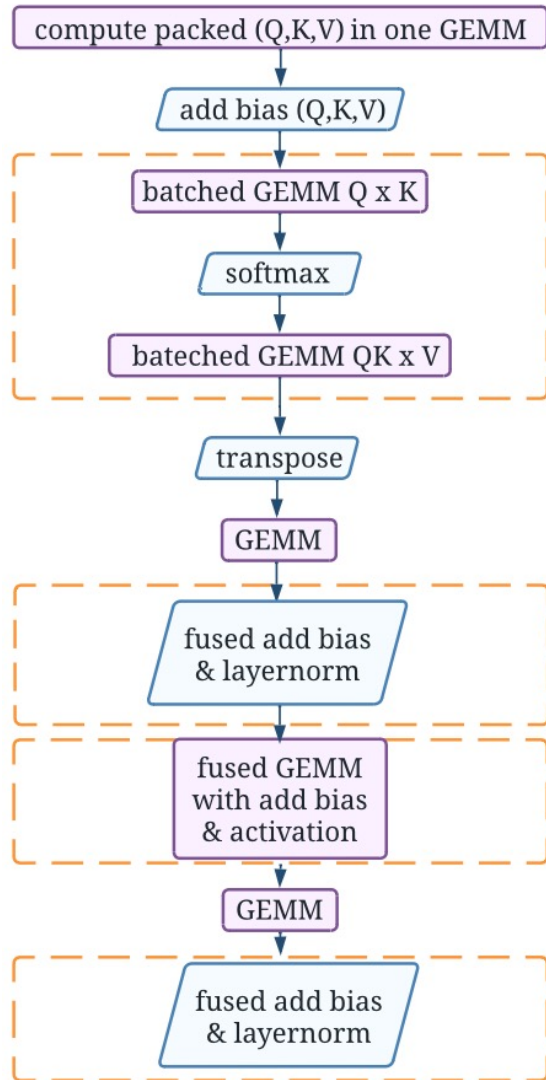 compute packed (Q,K,V) in one GEMM
add bias (Q,K,V)
batched GEMM Q x K
softmax
bateched GEMM QK x V
transpose
GEMM
fused add bias
& layernorm
fused GEMM
with add bias
& activation
GEMM
fused add bias
& layernorm